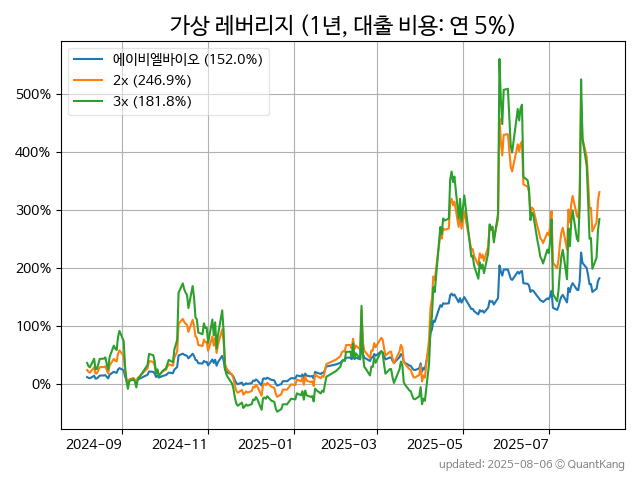 가상 레버리지 (1년, 대출 비용: 연 5%)
에이비엘바이오 (152.0%)
2x (246.9%)
3x (181.8%)
500%
400%
300%
200%
100%
0%
2024-09 2024-11 2025-01 2025-03 2025-05 2025-07
updated: 2025-08-06 © QuantKang